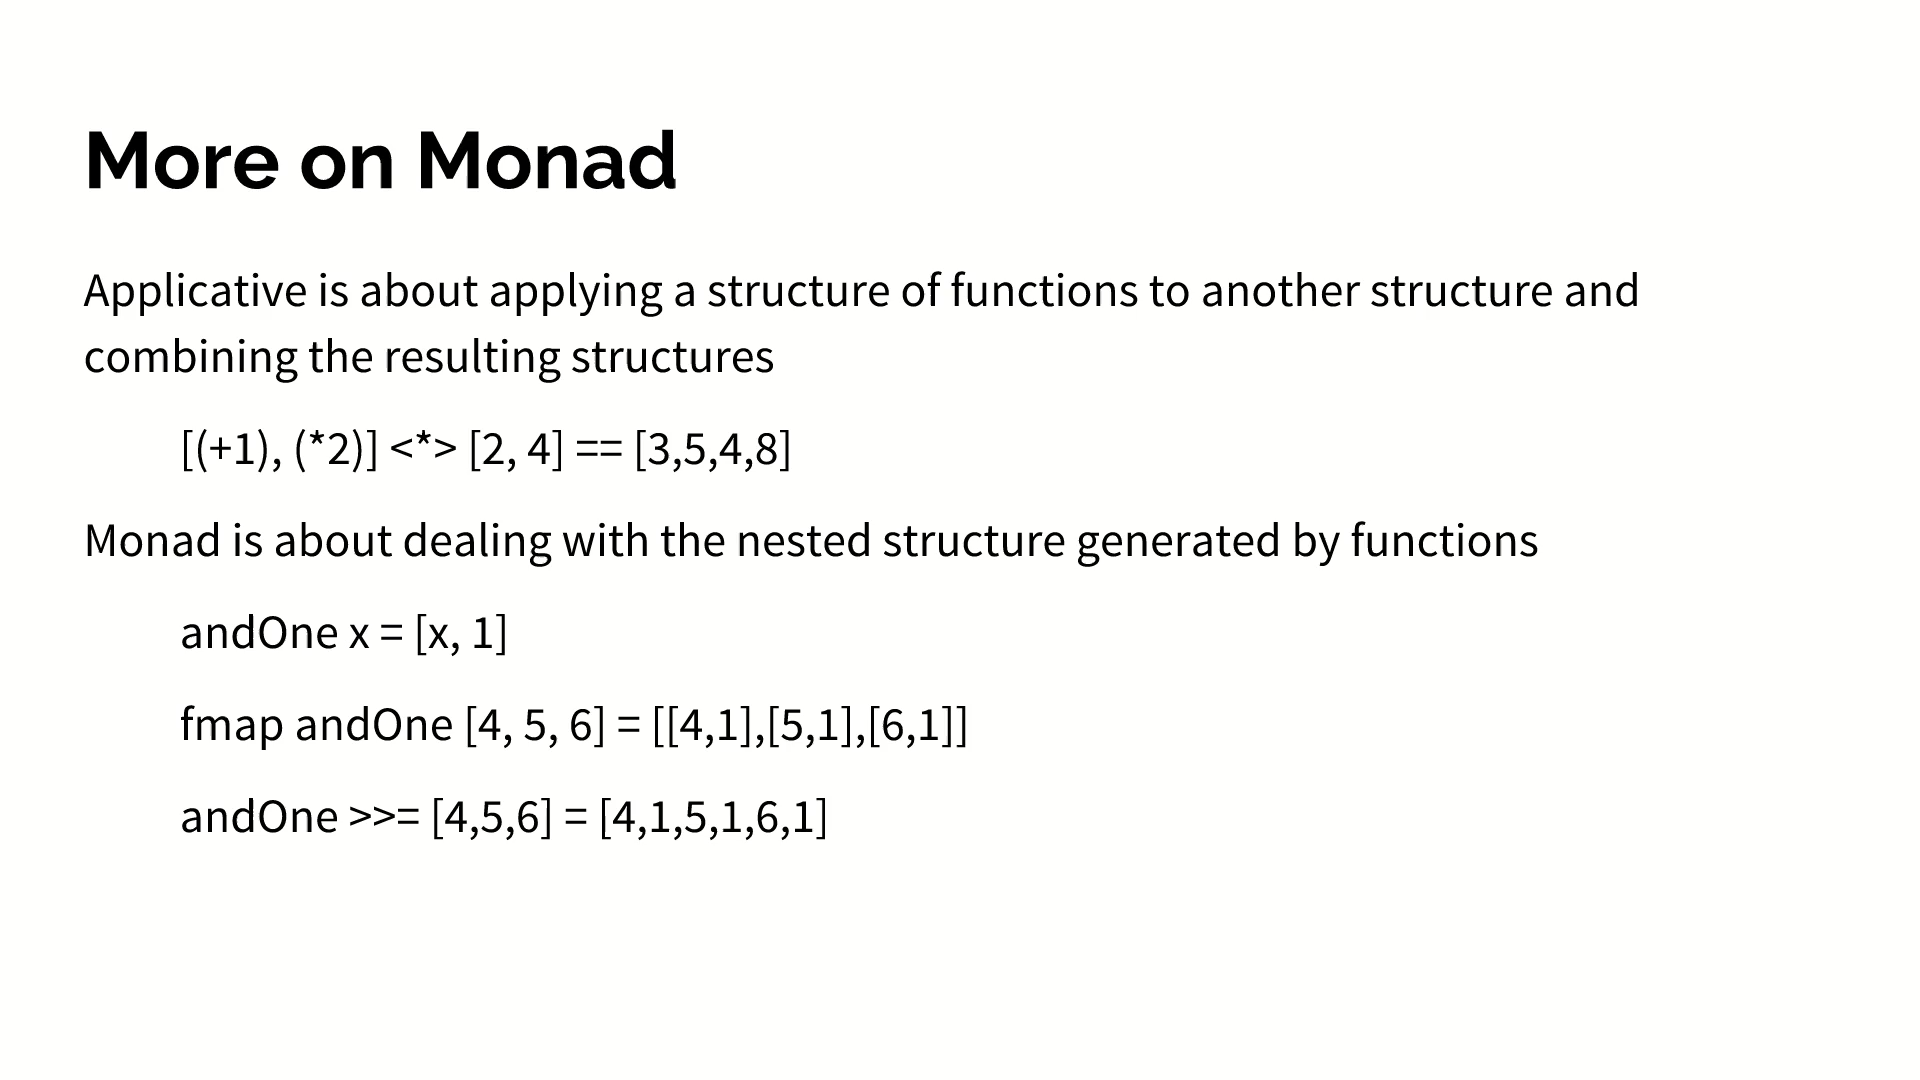 More on Monad
Applicative is about applying a structure of functions to another structure and
combining the resulting structures
[(+1), (*2)] <*> [2, 4] == [3,5,4,8]
Monad is about dealing with the nested structure generated by functions
andOne x = [x, 1]
fmap andOne [4, 5, 6] = [[4,1],[5,1],[6,1]]
andOne >>= [4,5,6] = [4,1,5,1,6,1]